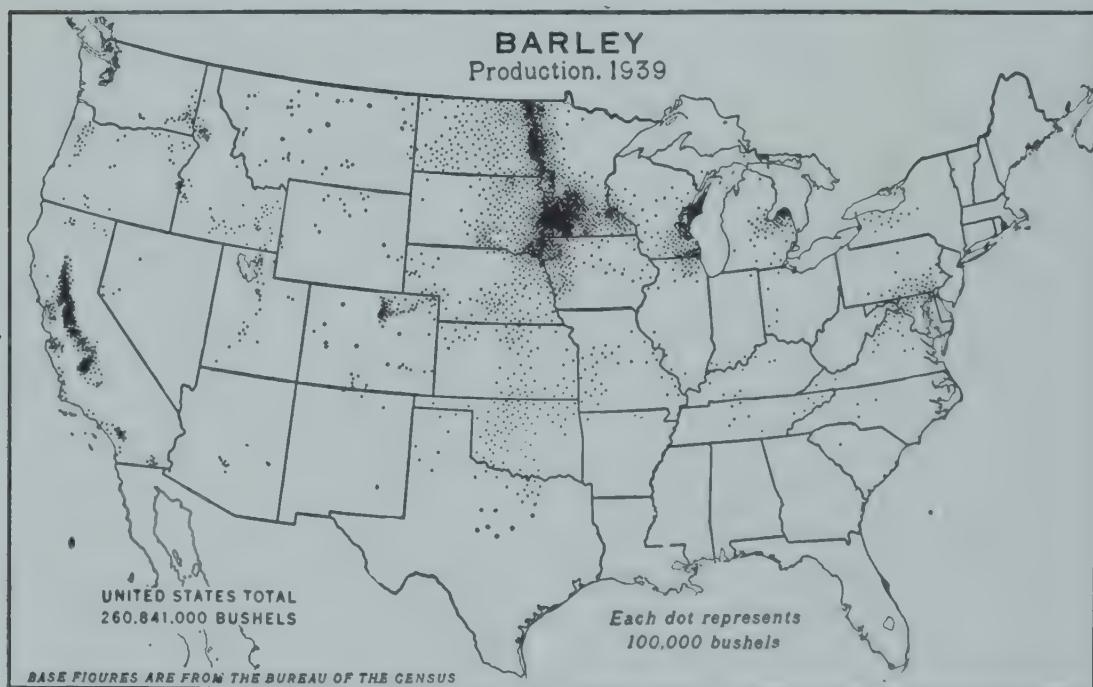 BARLEY
Production, 1939
UNITED STATES TOTAL
260,841,000 BUSHELS
Each dot represents
100,000 bushels
BASE FIGURES ARE FROM THE BUREAU OF THE CENSUS